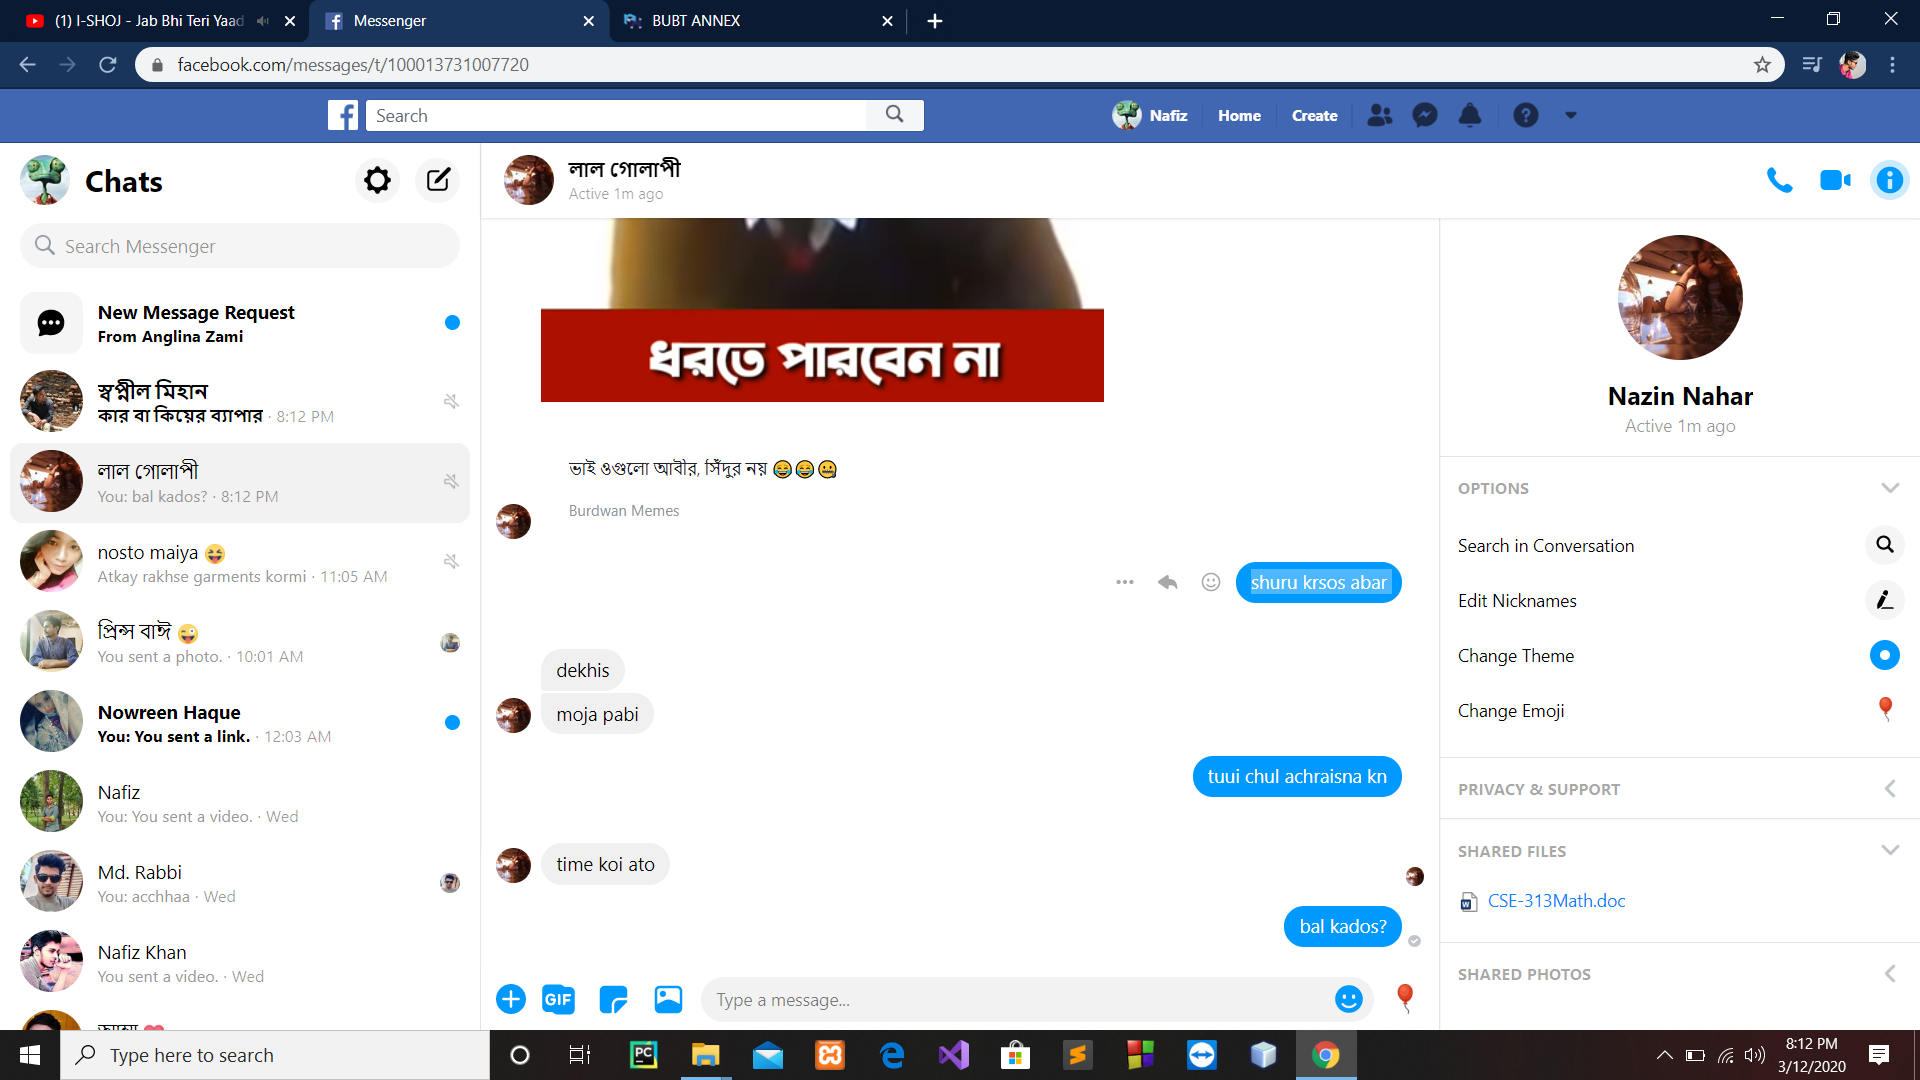 (1) I-SHOJ - Jab Bhi Teri Yaad
Messenger
BUBT ANNEX
facebook.com/messages/t/100013731007720
Search
Nafiz
Home
Create
Chats
Search Messenger
New Message Request
From Anglina Zami
স্বপ্নীল মিহান
কার বা কিয়ের ব্যাপার · 8:12 PM
লাল গোলাপী
You: bal kados? · 8:12 PM
nosto maiya 😝
Atkay rakhse garments kormi · 11:05 AM
প্রিন্স বাঈ 😜
You sent a photo. · 10:01 AM
Nowreen Haque
You: You sent a link. · 12:03 AM
Nafiz
You: You sent a video. · Wed
Md. Rabbi
You: acchhaa · Wed
Nafiz Khan
You sent a video. · Wed
লাল গোলাপী
Active 1m ago
ধরতে পারবেন না
ভাই ওগুলো আবীর, সিঁদুর নয় 😂😂🤐
Burdwan Memes
shuru krsos abar
dekhis
moja pabi
tuui chul achraisna kn
time koi ato
bal kados?
GIF
Type a message...
Nazin Nahar
Active 1m ago
OPTIONS
Search in Conversation
Edit Nicknames
Change Theme
Change Emoji
PRIVACY & SUPPORT
SHARED FILES
CSE-313Math.doc
SHARED PHOTOS
Type here to search
PC
8:12 PM
3/12/2020